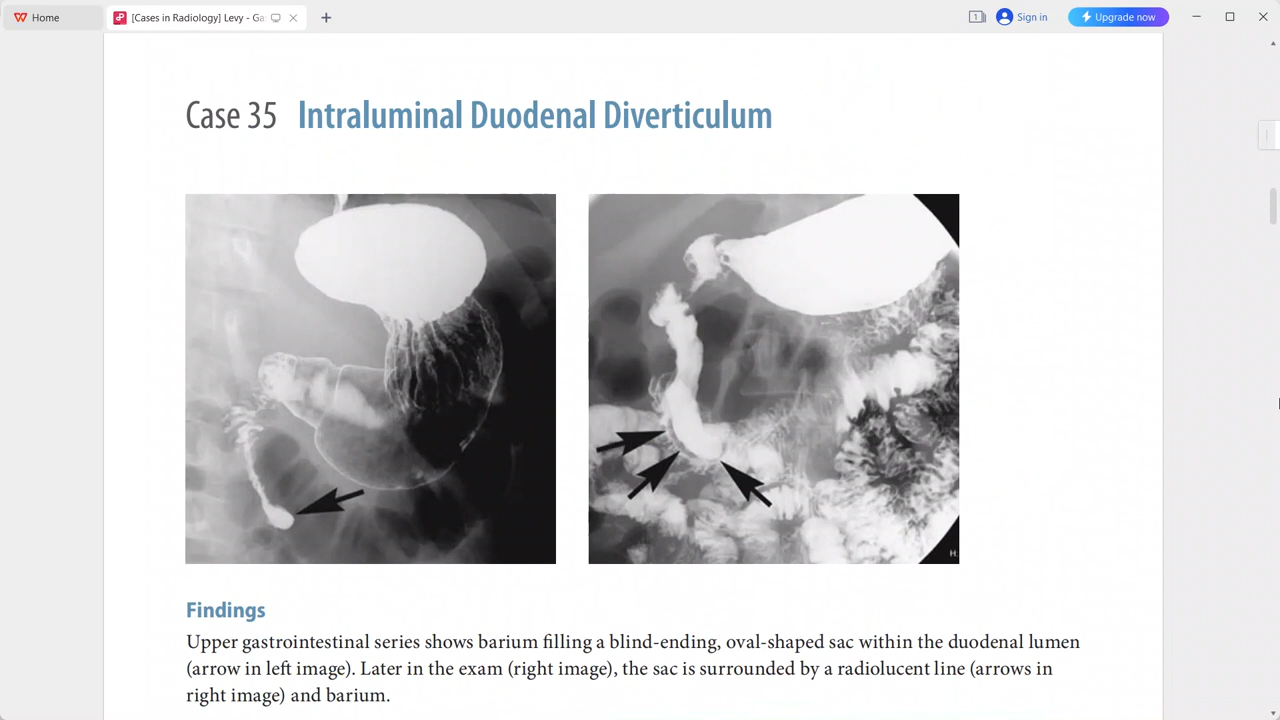 Home
[Cases in Radiology] Levy - Ga
1
Sign in
Upgrade now
Case 35 Intraluminal Duodenal Diverticulum
H
Findings
Upper gastrointestinal series shows barium filling a blind-ending, oval-shaped sac within the duodenal lumen
(arrow in left image). Later in the exam (right image), the sac is surrounded by a radiolucent line (arrows in
right image) and barium.